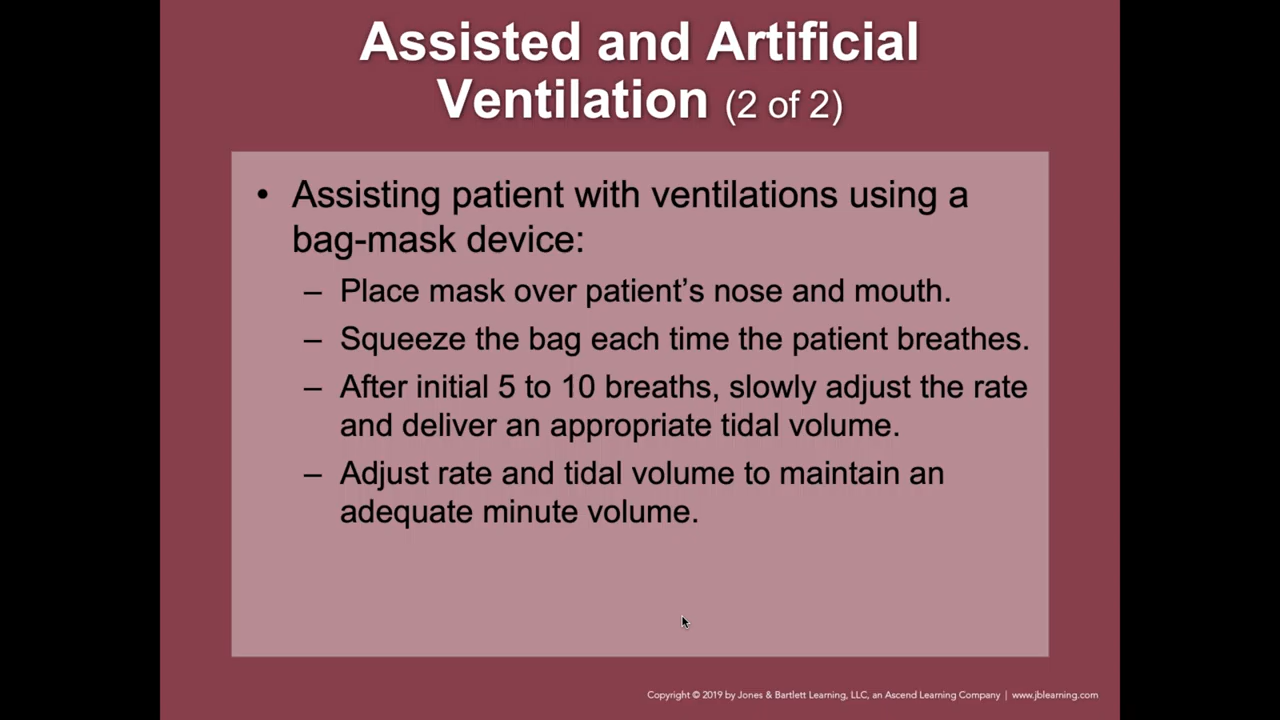 Assisted and Artificial
Ventilation (2 of 2)
• Assisting patient with ventilations using a
bag-mask device:
– Place mask over patient’s nose and mouth.
– Squeeze the bag each time the patient breathes.
– After initial 5 to 10 breaths, slowly adjust the rate
and deliver an appropriate tidal volume.
– Adjust rate and tidal volume to maintain an
adequate minute volume.
Copyright © 2019 by Jones & Bartlett Learning, LLC, an Ascend Learning Company | www.jblearning.com